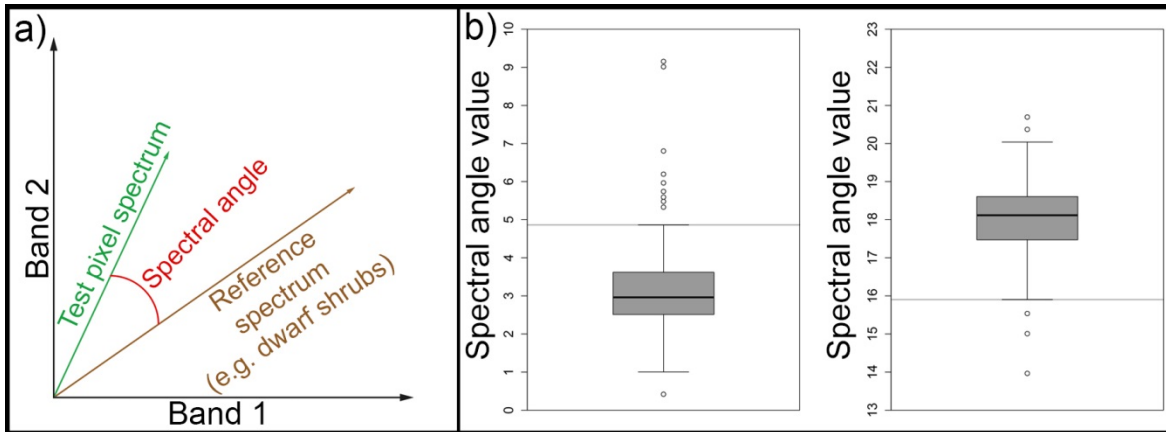 a)
Band 2
Test pixel spectrum
Spectral angle
Reference
spectrum
(e.g. dwarf shrubs)
Band 1
b)
Spectral angle value
10
9
8
7
6
5
4
3
2
1
0
Spectral angle value
23
22
21
20
19
18
17
16
15
14
13